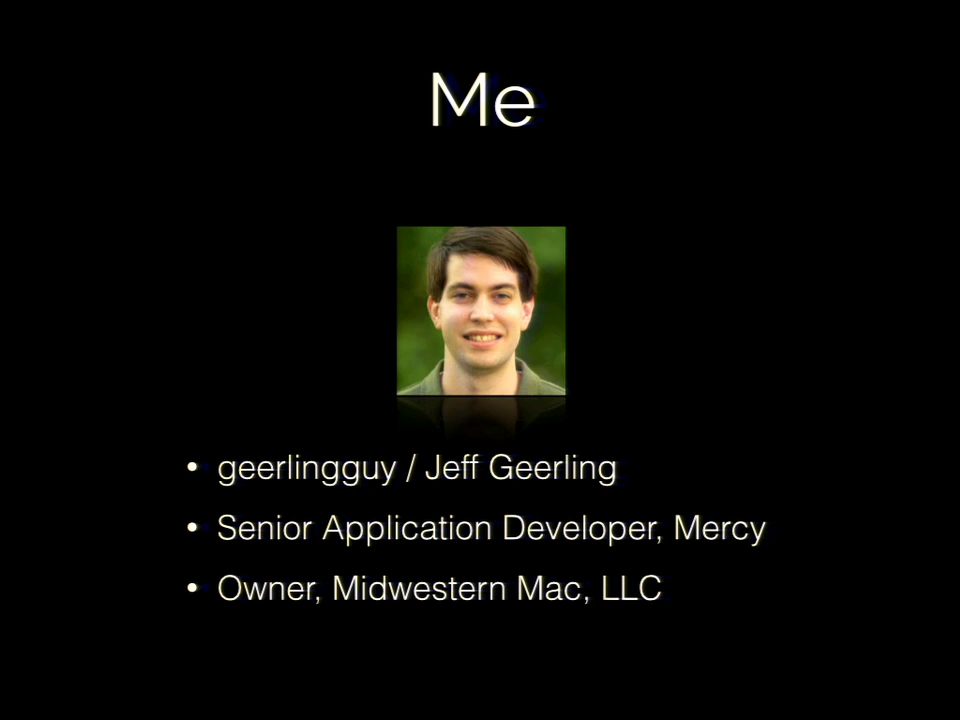 Me
• geerlingguy / Jeff Geerling
• Senior Application Developer, Mercy
• Owner, Midwestern Mac, LLC